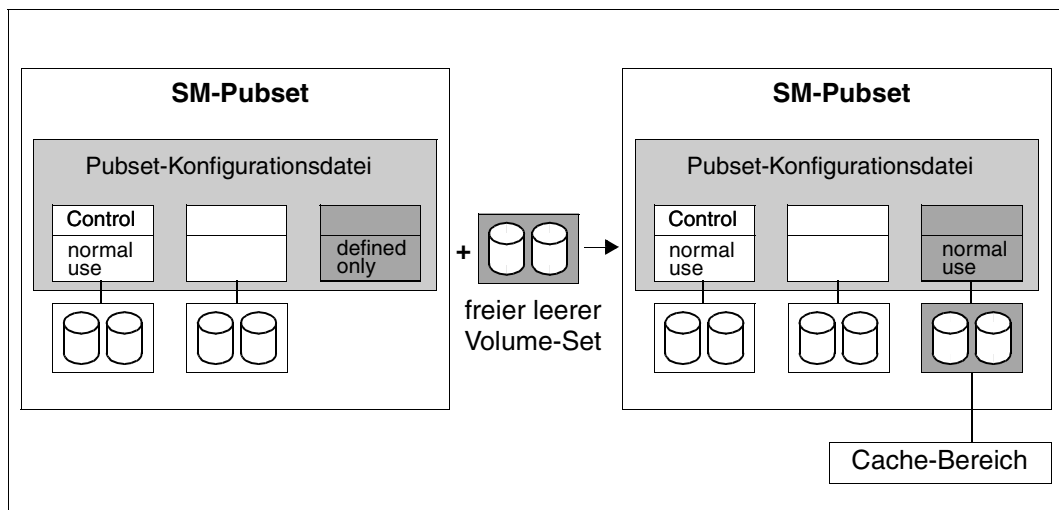 SM-Pubset
Pubset-Konfigurationsdatei
Control
normal
use
defined
only
+
freier leerer
Volume-Set
SM-Pubset
Pubset-Konfigurationsdatei
Control
normal
use
normal
use
Cache-Bereich